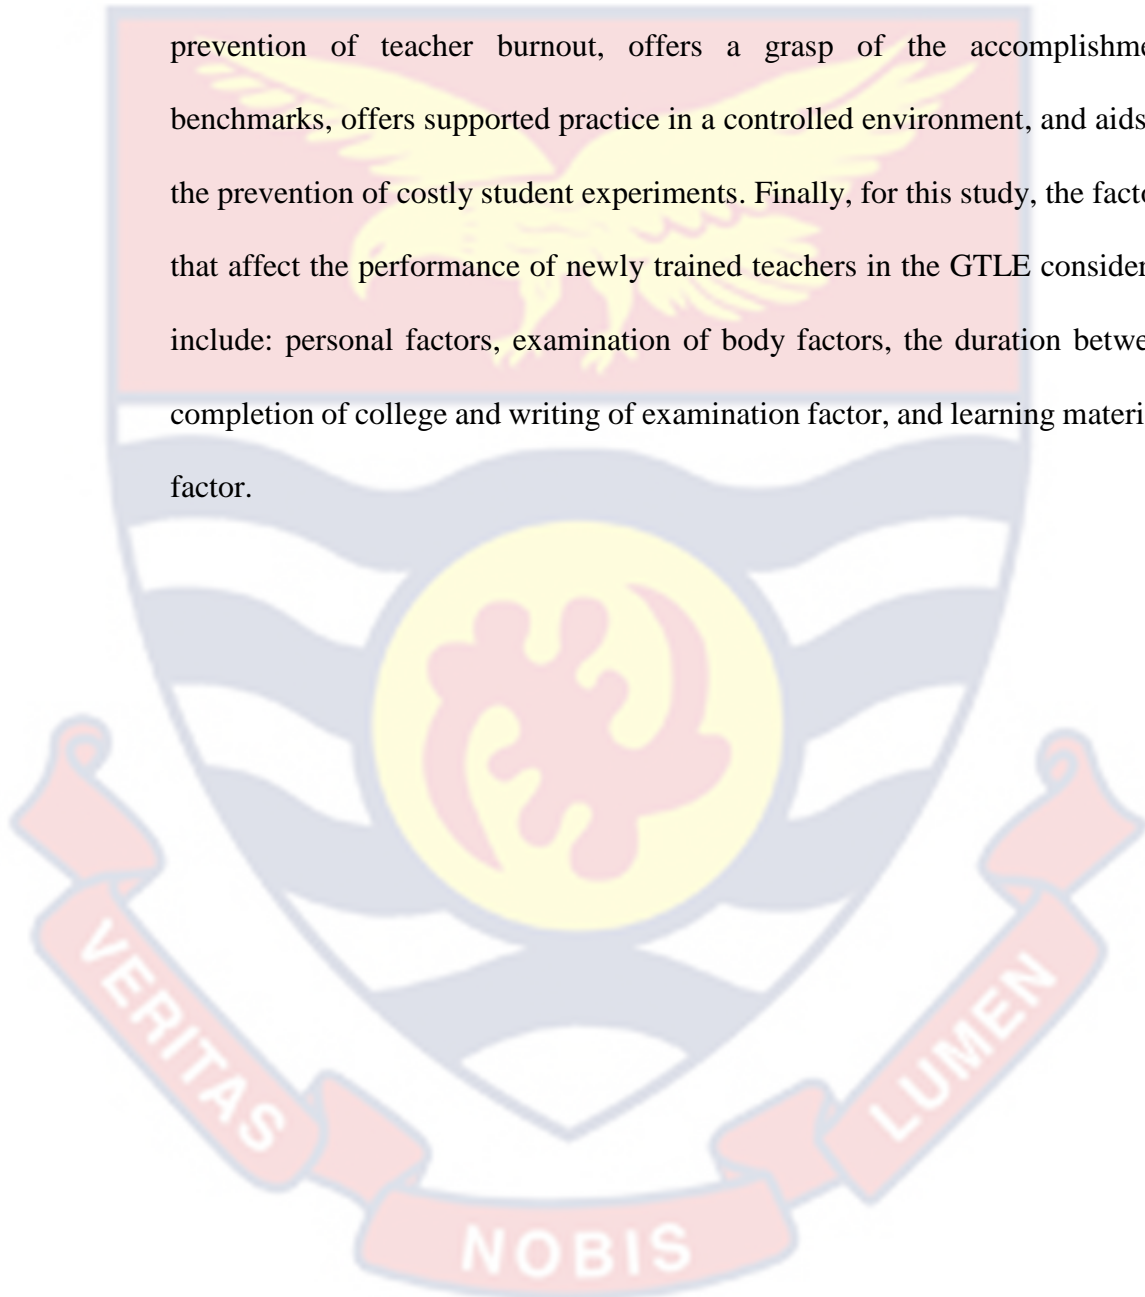 prevention of teacher burnout, offers a grasp of the accomplishme
benchmarks, offers supported practice in a controlled environment, and aids
the prevention of costly student experiments. Finally, for this study, the facto
that affect the performance of newly trained teachers in the GTLE consider
include: personal factors, examination of body factors, the duration betwe
completion of college and writing of examination factor, and learning materi
factor.
VERITAS
NOBIS
LUMEN